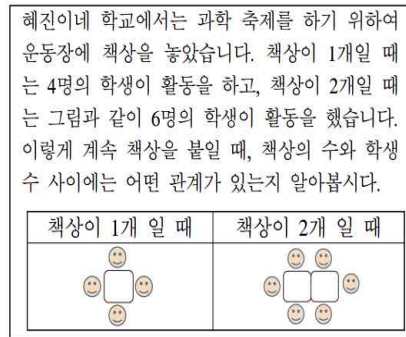 혜진이네 학교에서는 과학 축제를 하기 위하여
운동장에 책상을 놓았습니다. 책상이 1개일 때
는 4명의 학생이 활동을 하고, 책상이 2개일 때
는 그림과 같이 6명의 학생이 활동을 했습니다.
이렇게 계속 책상을 붙일 때, 책상의 수와 학생
수 사이에는 어떤 관계가 있는지 알아봅시다.
책상이 1개 일 때 책상이 2개 일 때